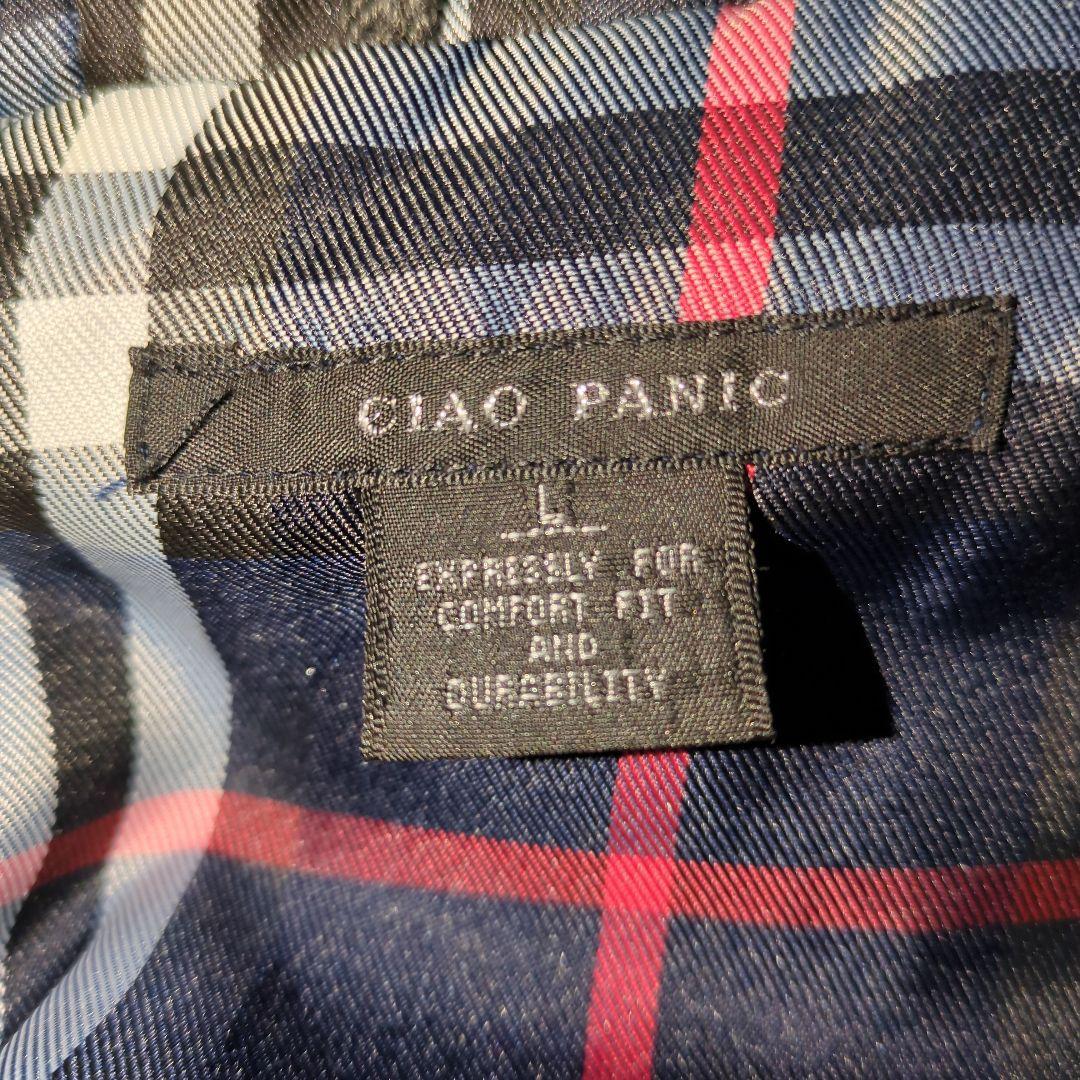 CIAO PANIC
L
EXPRESSLY FOR
COMFORT FIT
AND
DURABILITY